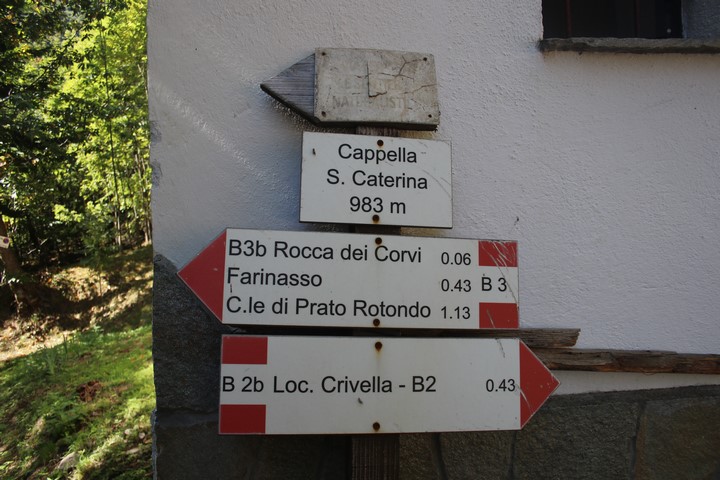 Cappella
S. Caterina
983 m
B3b Rocca dei Corvi 0.06
Farinasso 0.43 B 3
C.le di Prato Rotondo 1.13
B 2b Loc. Crivella - B2 0.43